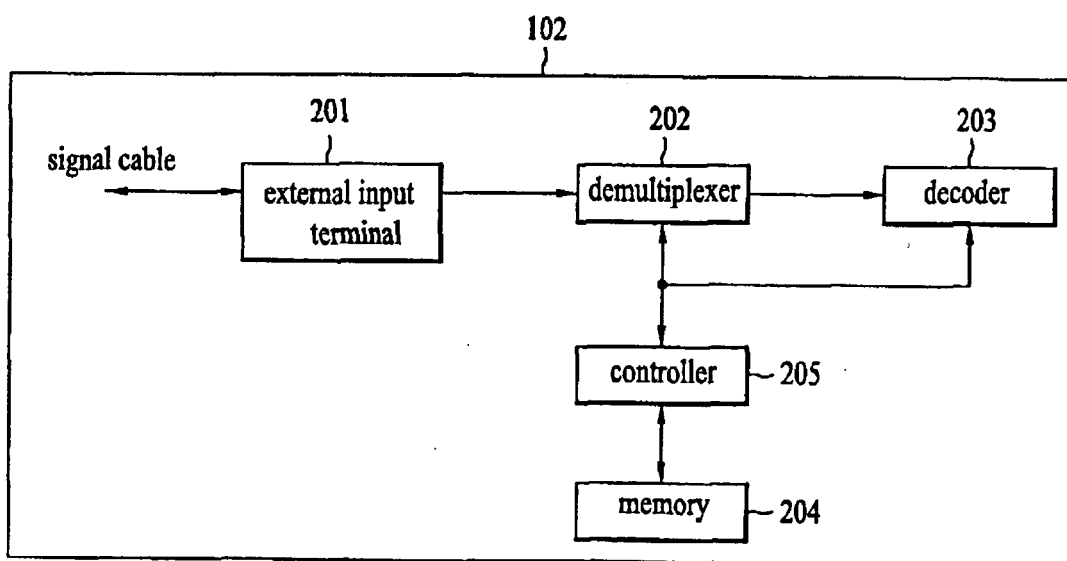 102
201
202
203
signal cable
external input
terminal
demultiplexer
decoder
controller
205
memory
204